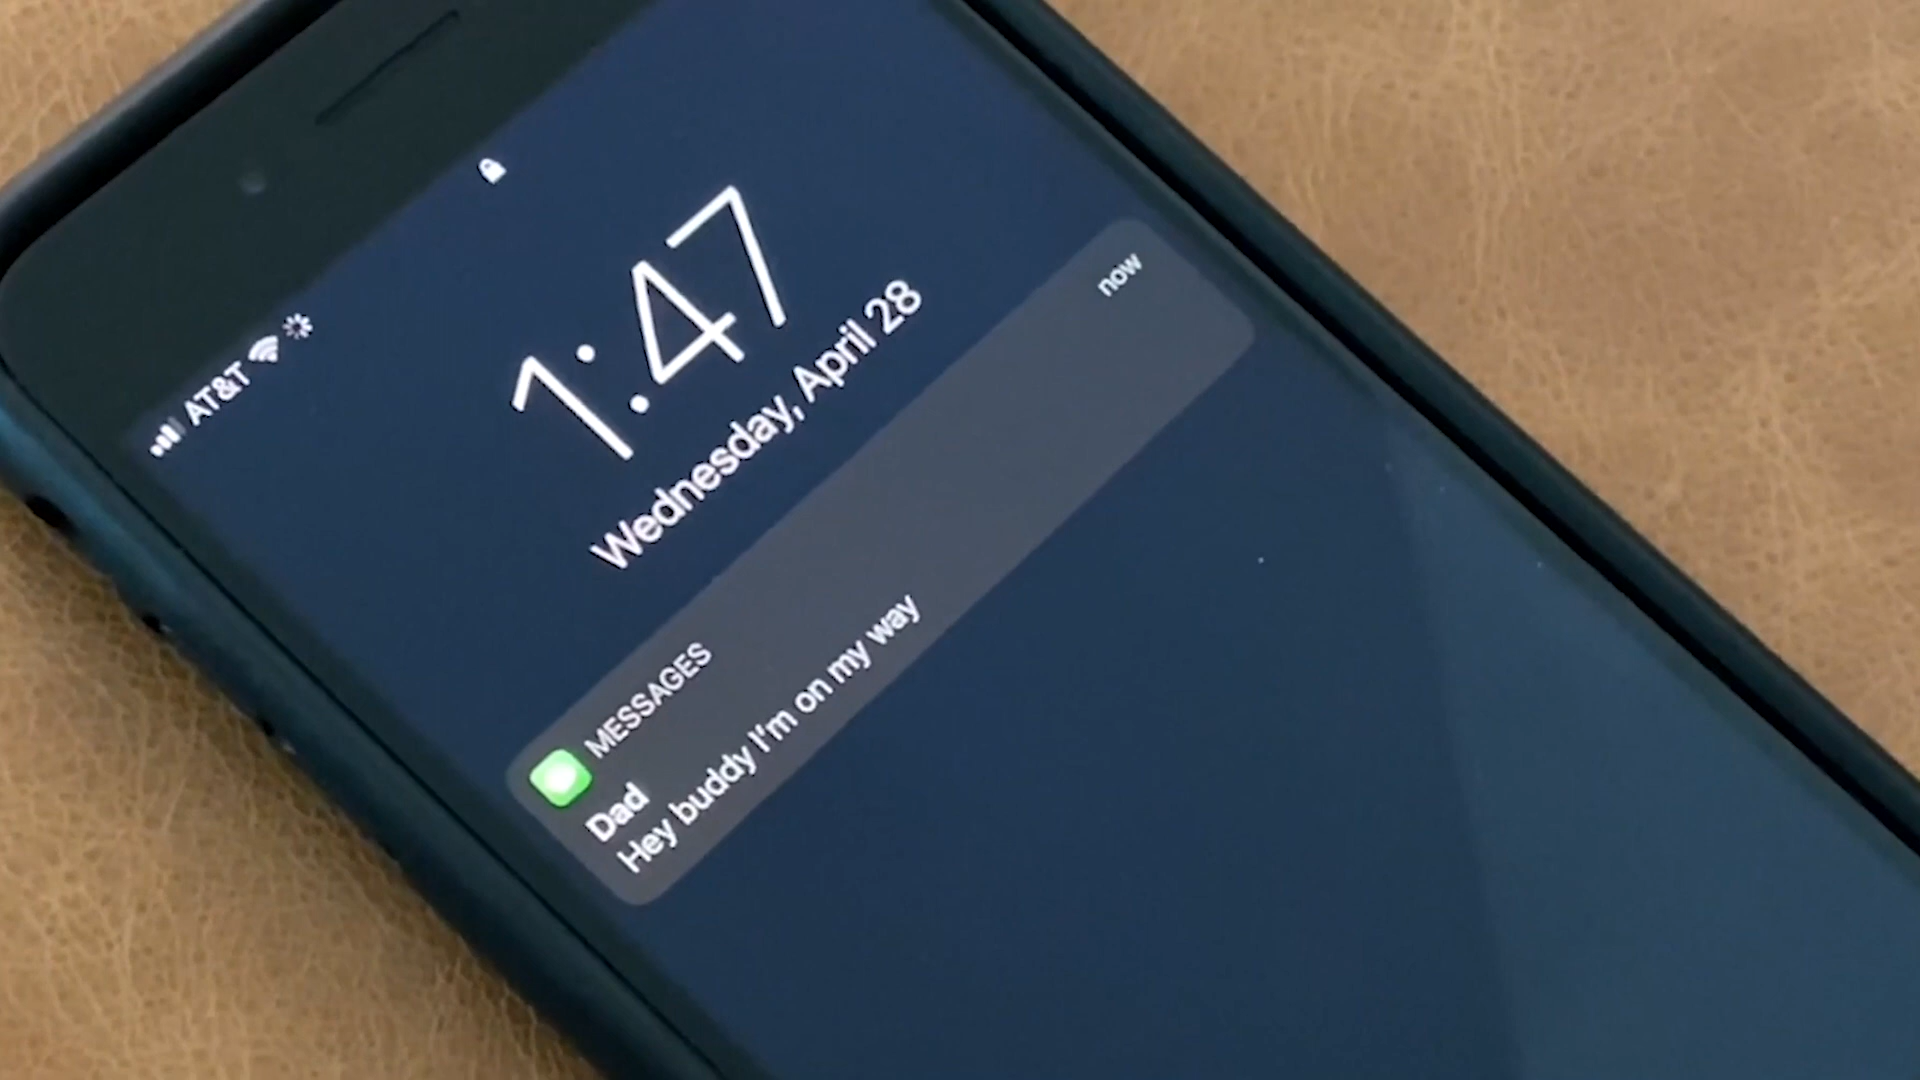 AT&T
1:47
Wednesday, April 28
MESSAGES
now
Dad
Hey buddy I'm on my way